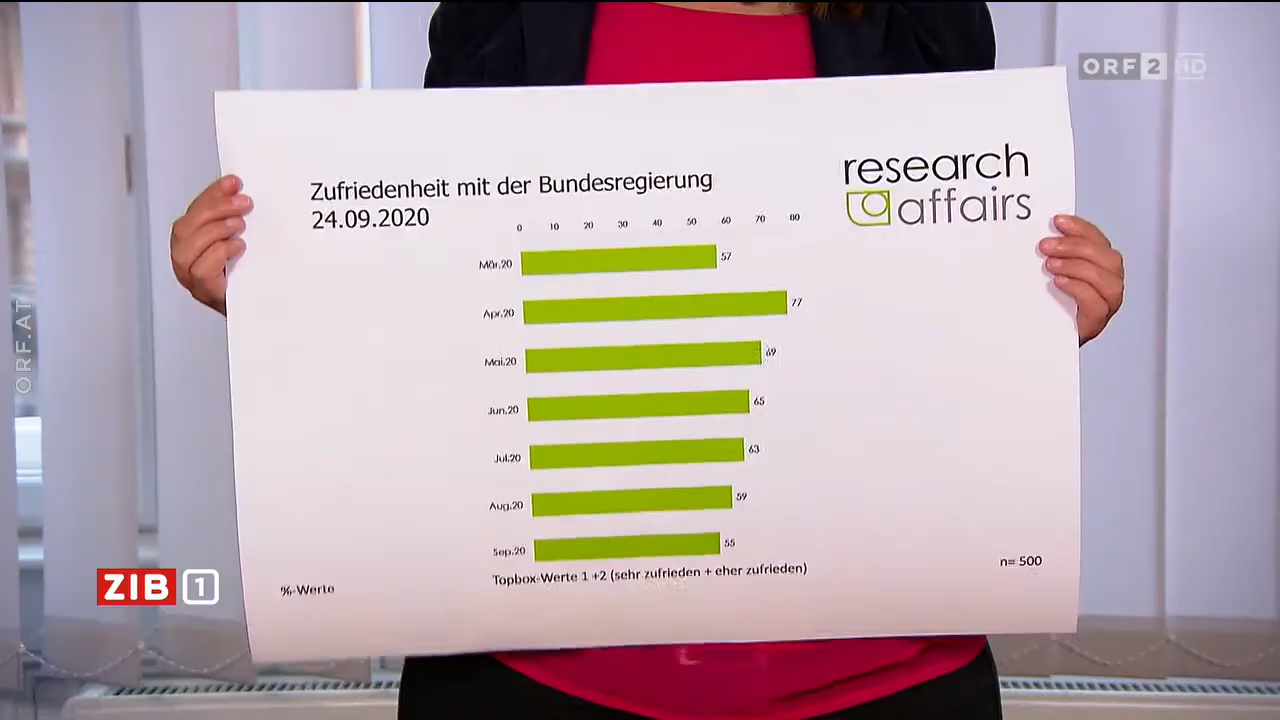 ORF 2 HD
research
affairs
Zufriedenheit mit der Bundesregierung
24.09.2020
0 10 20 30 40 50 60 70 80
Mär.20 57
Apr.20 77
Mai.20 69
Jun.20 65
Jul.20 63
Aug.20 59
Sep.20 55
Topbox-Werte 1 +2 (sehr zufrieden + eher zufrieden)
n= 500
%-Werte
ORF.AT
ZIB 1